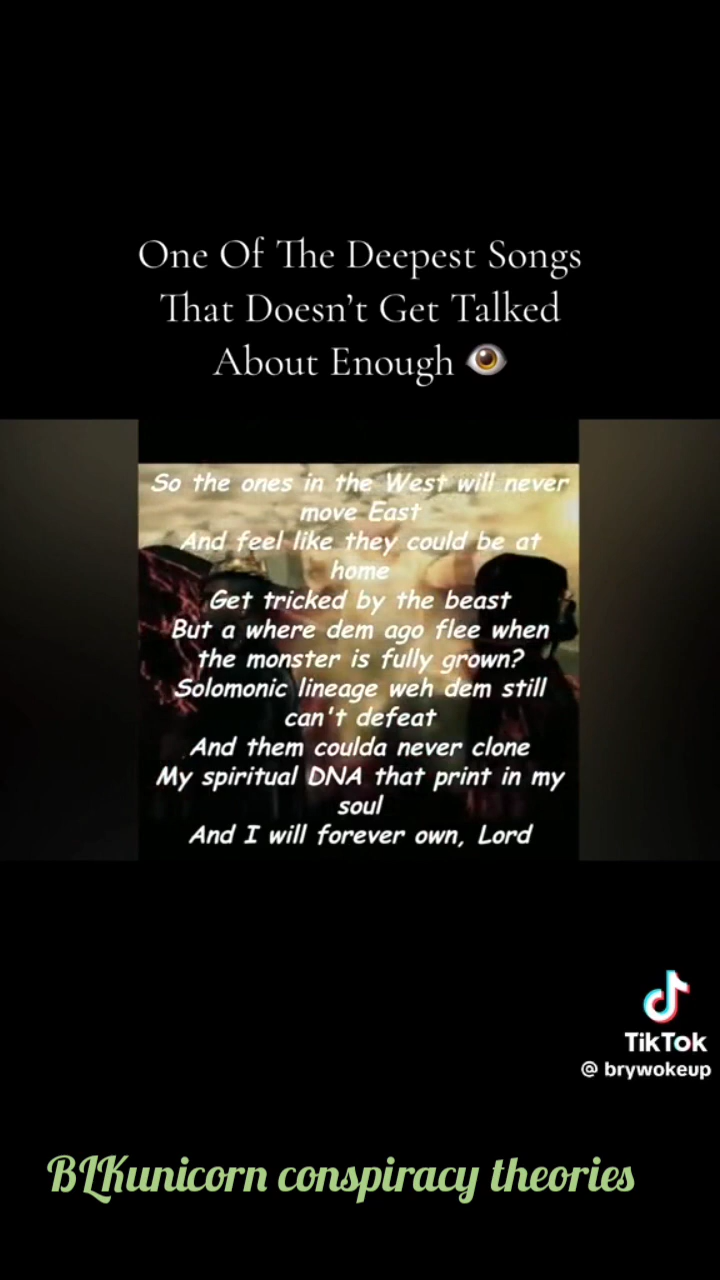 One Of The Deepest Songs
That Doesn't Get Talked
About Enough 👁️
So the ones in the West will never
move East
And feel like they could be at
home
Get tricked by the beast
But a where dem ago flee when
the monster is fully grown?
Solomonic lineage weh dem still
can't defeat
And them coulda never clone
My spiritual DNA that print in my
soul
And I will forever own, Lord
TikTok
@ brywokeup
BLKunicorn conspiracy theories